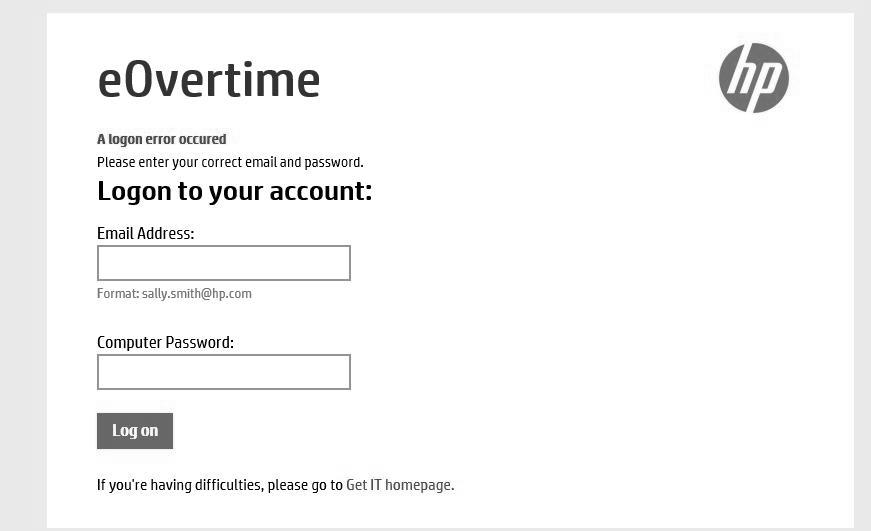 eOvertime
hp
A logon error occured
Please enter your correct email and password.
Logon to your account:
Email Address:
Format: sally.smith@hp.com
Computer Password:
Log on
If you're having difficulties, please go to Get IT homepage.